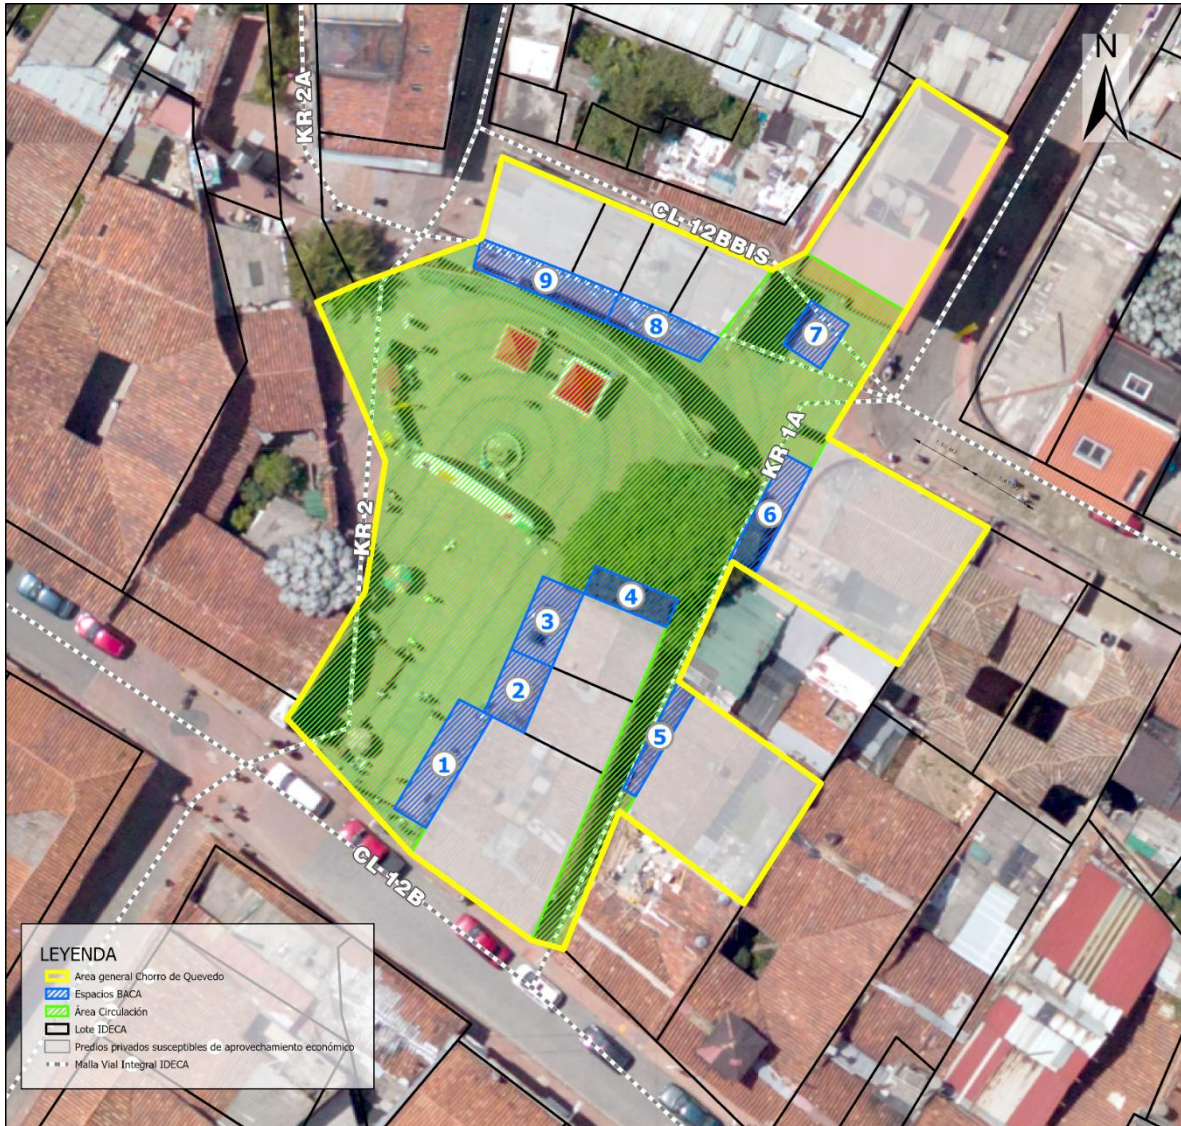 N
KR-2A
CL-12BBIS
9
8
7
KR-1A
6
KR-2
4
3
2
5
1
CL-12B
LEYENDA
Area general Chorro de Quevedo
Espacios BACA
Área Circulación
Lote IDECA
Predios privados susceptibles de aprovechamiento económico
Malla Vial Integral IDECA